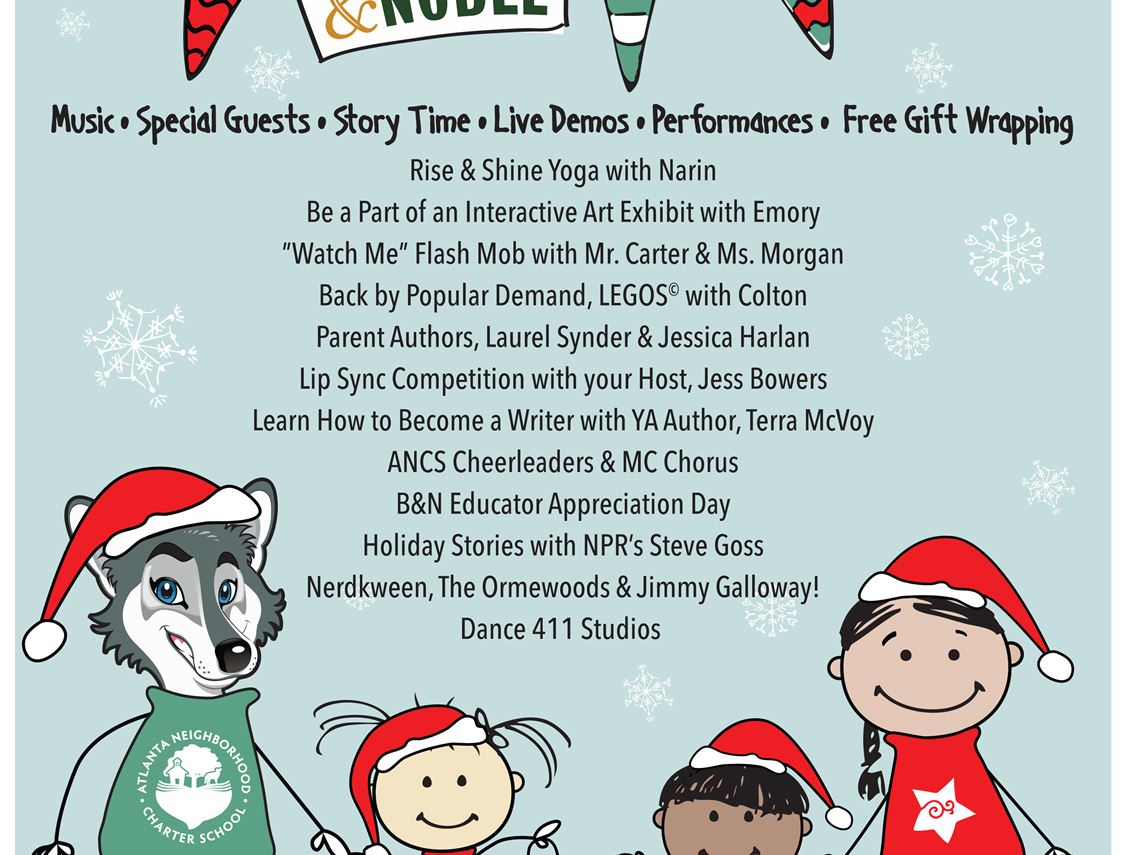 &NOBLE
Music • Special Guests • Story Time • Live Demos • Performances • Free Gift Wrapping
Rise & Shine Yoga with Narin
Be a Part of an Interactive Art Exhibit with Emory
"Watch Me" Flash Mob with Mr. Carter & Ms. Morgan
Back by Popular Demand, LEGOS© with Colton
Parent Authors, Laurel Synder & Jessica Harlan
Lip Sync Competition with your Host, Jess Bowers
Learn How to Become a Writer with YA Author, Terra McVoy
ANCS Cheerleaders & MC Chorus
B&N Educator Appreciation Day
Holiday Stories with NPR's Steve Goss
Nerdkween, The Ormewoods & Jimmy Galloway!
Dance 411 Studios
ATLANTA NEIGHBORHOOD
• CHARTER SCHOOL •